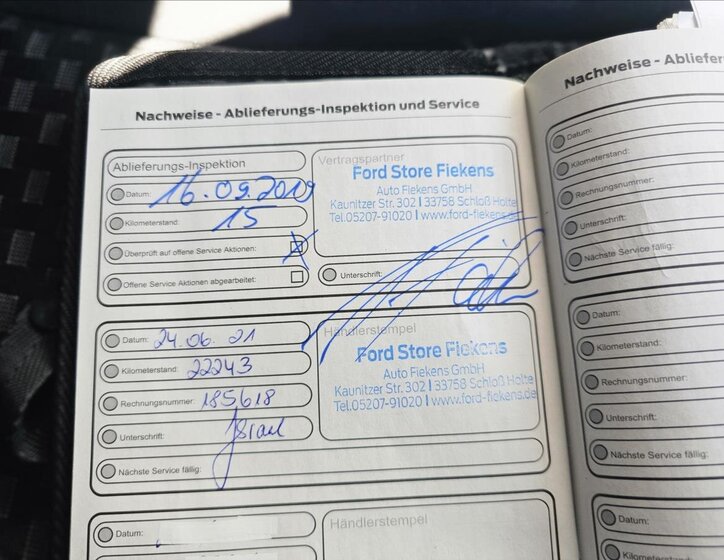 Nachweise - Ablieferungs-Inspektion und Service
Ablieferungs-Inspektion
Datum: 16.09.2019
Kilometerstand: 15
Überprüft auf offene Service Aktionen:
Offene Service Aktionen abgearbeitet:
Vertragspartner
Ford Store Fiekens
Auto Fiekens GmbH
Kaunitzer Str. 302 | 33758 Schloß Holte
Tel.05207-91020 | www.ford-fiekens.de
Unterschrift:
Datum: 24.06.21
Kilometerstand: 22243
Rechnungsnummer: 185618
Unterschrift:
Nächste Service fällig:
Händlerstempel
Ford Store Fiekens
Auto Fiekens GmbH
Kaunitzer Str. 302 | 33758 Schloß Holte
Tel.05207-91020 | www.ford-fiekens.de
Datum:
Händlerstempel
Nachweise - Abliefer
Datum:
Kilometerstand:
Rechnungsnummer:
Unterschrift:
Nächste Service fällig:
Datum:
Kilometerstand:
Rechnungsnummer:
Unterschrift:
Nächste Service fällig:
Datum:
Kilometerstand: